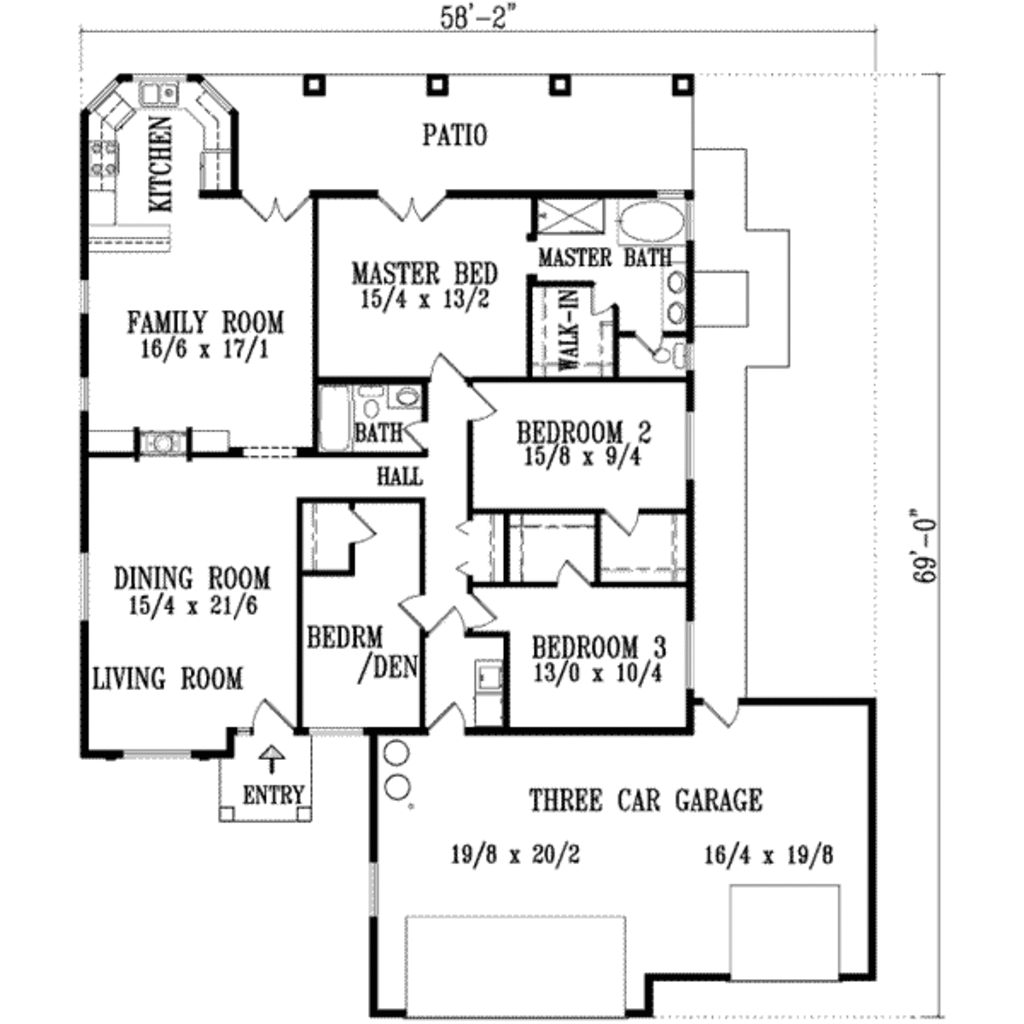 58'-2"
PATIO
KITCHEN
MASTER BED
15/4 x 13/2
MASTER BATH
WALK-IN
FAMILY ROOM
16/6 x 17/1
BATH
BEDROOM 2
15/8 x 9/4
HALL
69'-0"
DINING ROOM
15/4 x 21/6
LIVING ROOM
BEDRM
/DEN
BEDROOM 3
13/0 x 10/4
ENTRY
THREE CAR GARAGE
19/8 x 20/2
16/4 x 19/8